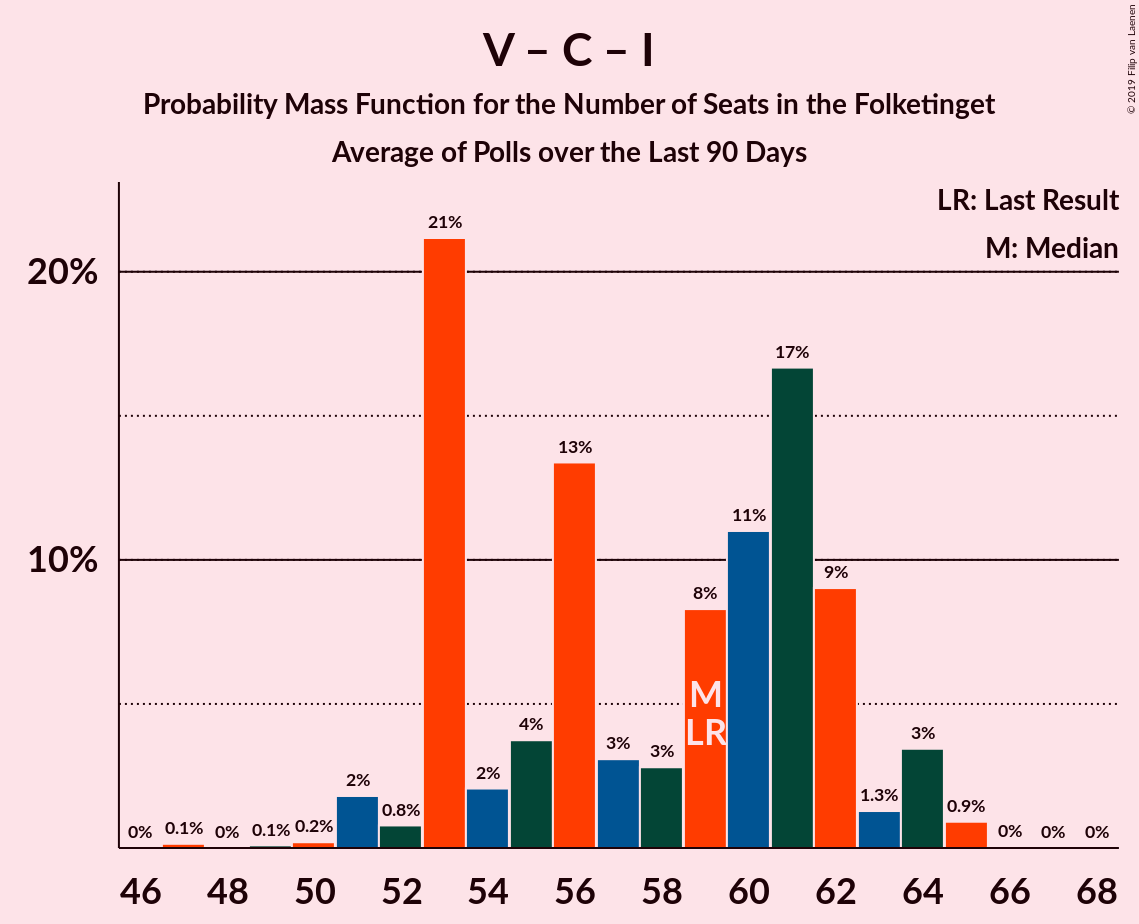 V – C – I
Probability Mass Function for the Number of Seats in the Folketinget
Average of Polls over the Last 90 Days
© 2019 Filip van Laenen
LR: Last Result
M: Median
20%
10%
0%
0.1%
0%
0.1%
0.2%
2%
0.8%
21%
2%
4%
13%
3%
3%
8%
11%
17%
9%
1.3%
3%
0.9%
0%
0%
0%
M
LR
46 48 50 52 54 56 58 60 62 64 66 68